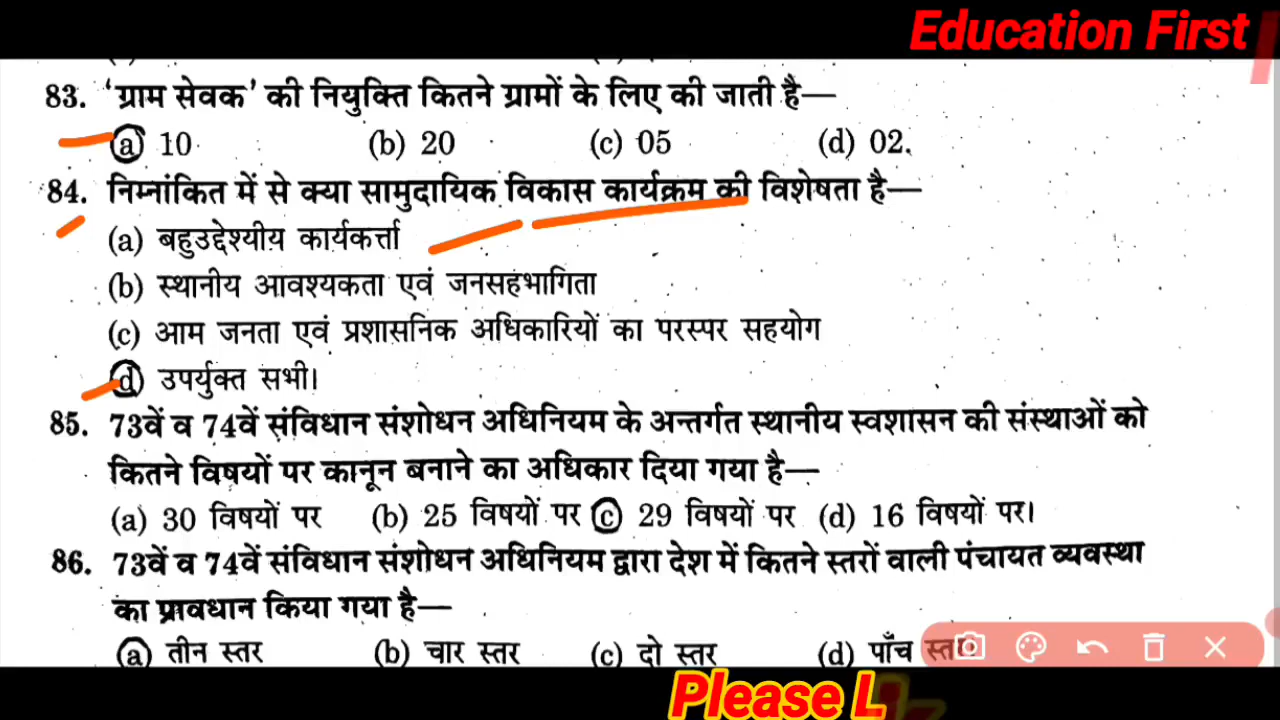 Education First
83. ‘ग्राम सेवक’ की नियुक्ति कितने ग्रामों के लिए की जाती है—
(a) 10 (b) 20 (c) 05 (d) 02.
84. निम्नांकित में से क्या सामुदायिक विकास कार्यक्रम की विशेषता है—
(a) बहुउद्देश्यीय कार्यकर्त्ता
(b) स्थानीय आवश्यकता एवं जनसहभागिता
(c) आम जनता एवं प्रशासनिक अधिकारियों का परस्पर सहयोग
(d) उपर्युक्त सभी।
85. 73वें व 74वें संविधान संशोधन अधिनियम के अन्तर्गत स्थानीय स्वशासन की संस्थाओं को
कितने विषयों पर कानून बनाने का अधिकार दिया गया है—
(a) 30 विषयों पर (b) 25 विषयों पर (c) 29 विषयों पर (d) 16 विषयों पर।
86. 73वें व 74वें संविधान संशोधन अधिनियम द्वारा देश में कितने स्तरों वाली पंचायत व्यवस्था
का प्रावधान किया गया है—
(a) तीन स्तर (b) चार स्तर (c) दो स्तर (d) पाँच
Please L